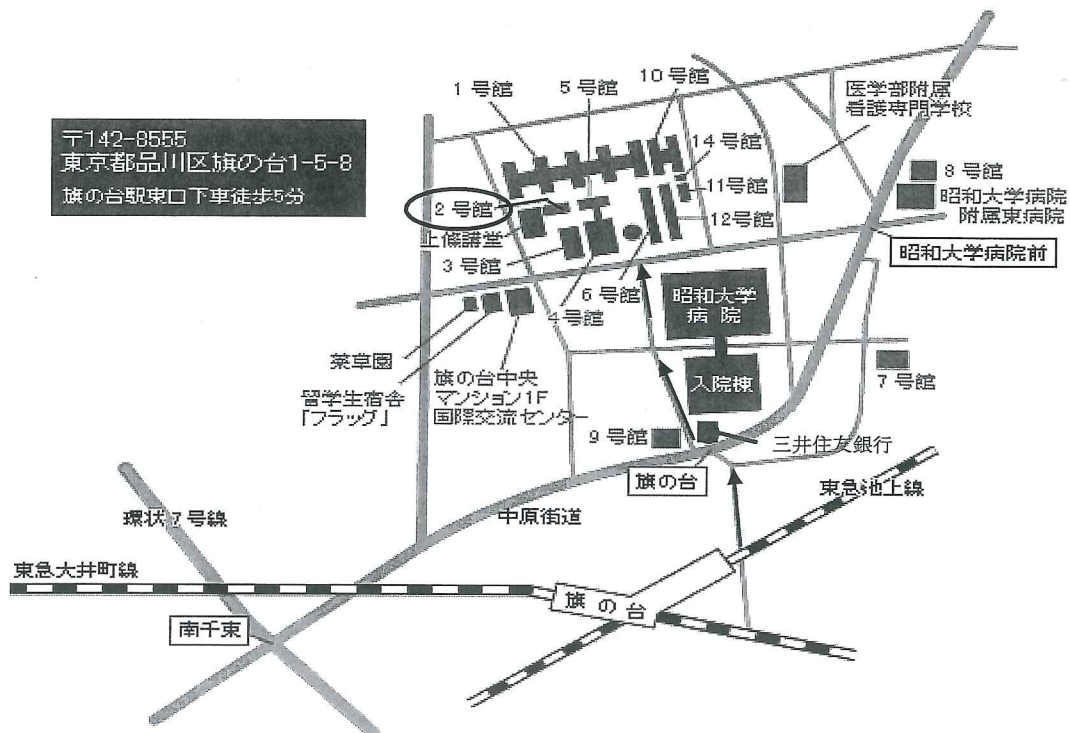 〒142-8555
東京都品川区旗の台1-5-8
旗の台駅東口下車徒歩5分
1号館
5号館
10号館
医学部附属
看護専門学校
14号館
8号館
2号館
11号館
昭和大学病院
附属東病院
上條講堂
12号館
3号館
昭和大学病院前
6号館
昭和大学
病院
4号館
薬草園
旗の台中央
マンション1F
国際交流センター
入院棟
7号館
留学生宿舎
「フラッグ」
9号館
三井住友銀行
旗の台
東急池上線
中原街道
環状7号線
東急大井町線
旗の台
南千束